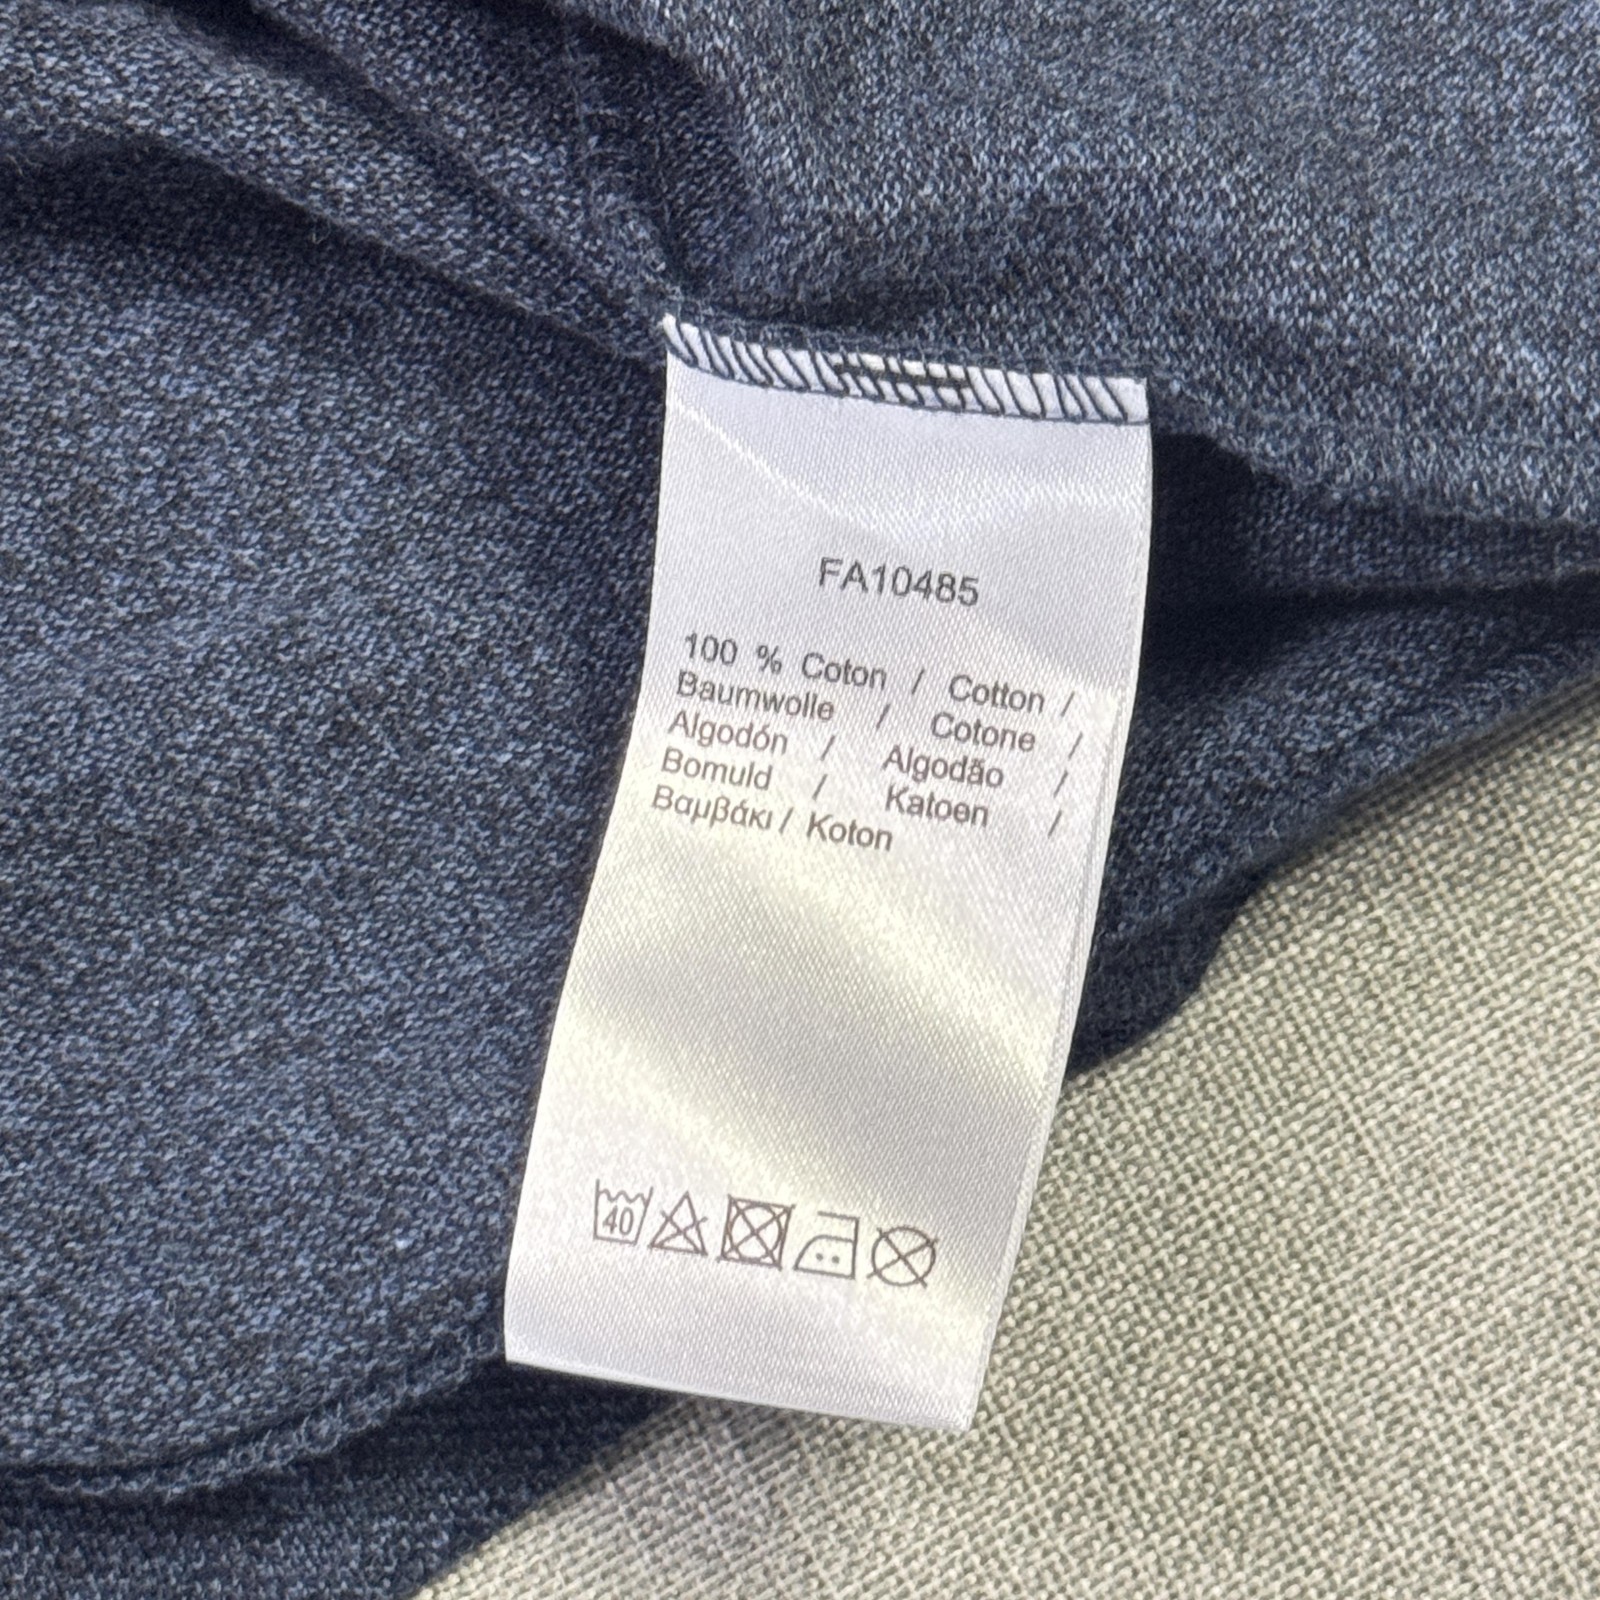 FA10485
100 % Coton / Cotton /
Baumwolle / Cotone /
Algodón / Algodão /
Bomuld / Katoen /
Βαμβάκι / Koton
40